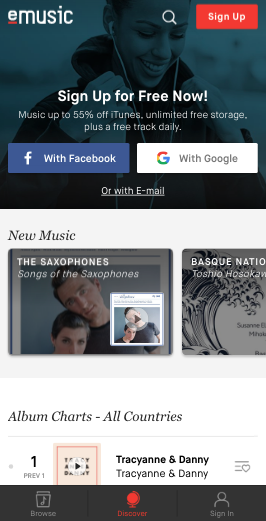 emusic
Sign Up
Sign Up for Free Now!
Music up to 55% off iTunes, unlimited free storage,
plus a free track daily.
With Facebook
With Google
Or with E-mail
New Music
THE SAXOPHONES
Songs of the Saxophones
BASQUE NATIO
Toshio Hosokaw
Album Charts - All Countries
1
PREV 1
Tracyanne & Danny
Tracyanne & Danny
Browse
Discover
Sign In